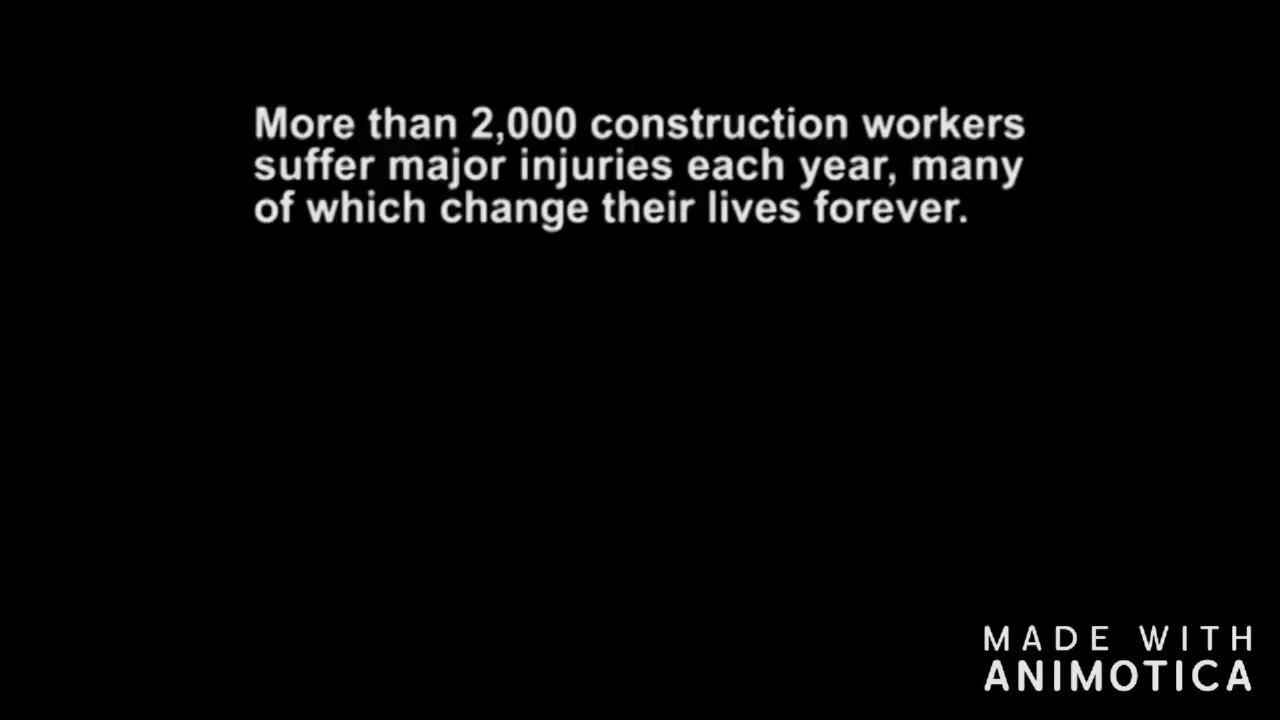 More than 2,000 construction workers
suffer major injuries each year, many
of which change their lives forever.
MADE WITH
ANIMOTICA